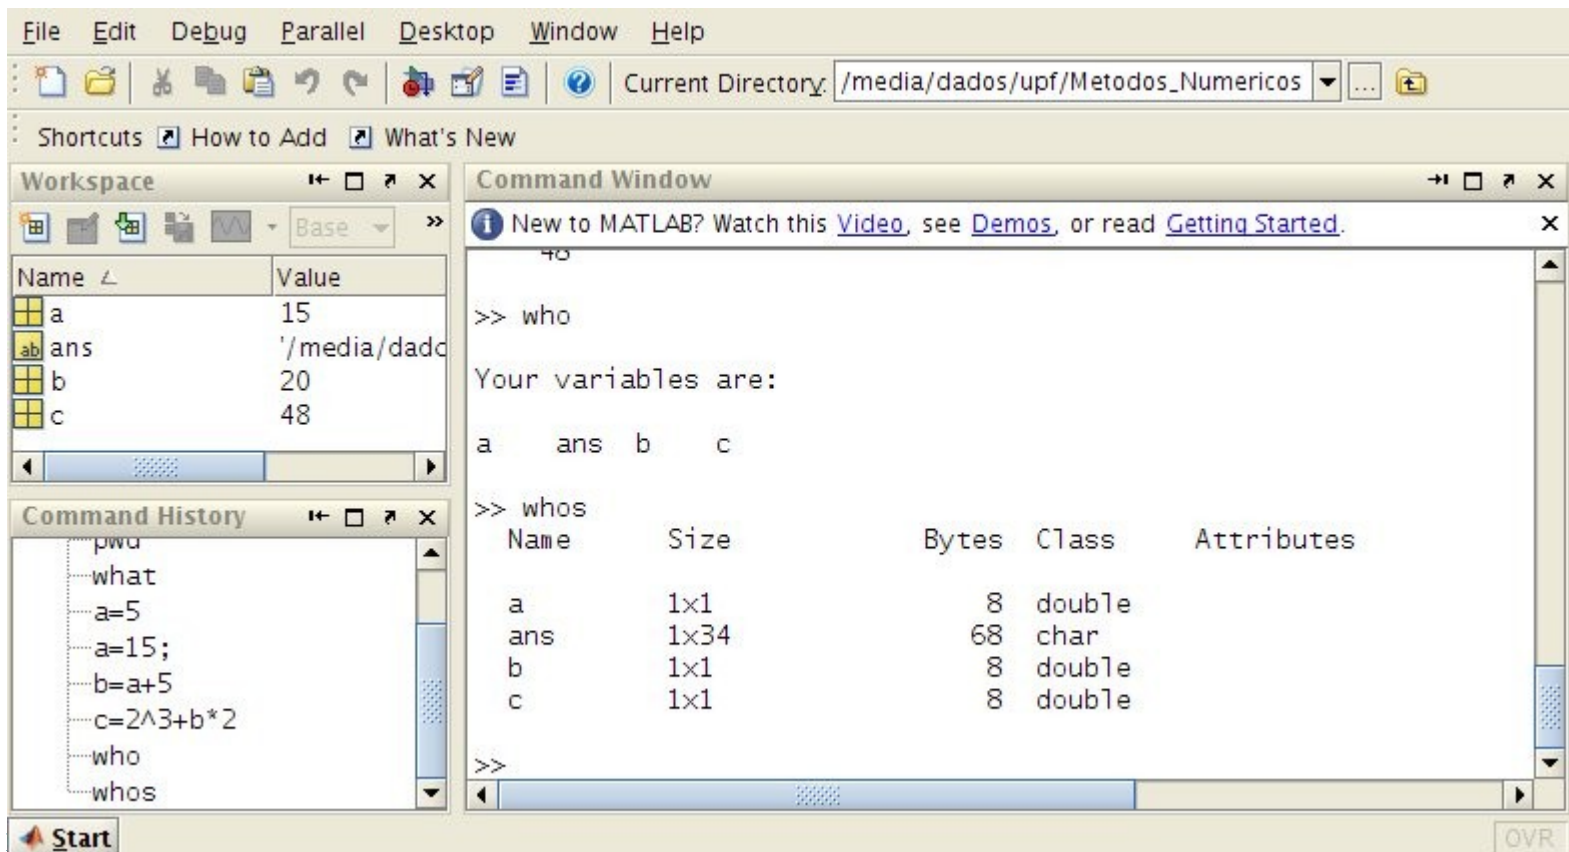 File Edit Debug Parallel Desktop Window Help
Current Directory: /media/dados/upf/Metodos_Numericos ...
Shortcuts How to Add What's New
Workspace
Base »
Name Value
a 15
ab ans '/media/dado
b 20
c 48
Command History
pwd
what
a=5
a=15;
b=a+5
c=2^3+b*2
who
whos
Command Window
New to MATLAB? Watch this Video, see Demos, or read Getting Started.
48
>> who
Your variables are:
a ans b c
>> whos
Name Size Bytes Class Attributes
a 1x1 8 double
ans 1x34 68 char
b 1x1 8 double
c 1x1 8 double
>>
Start
OVR